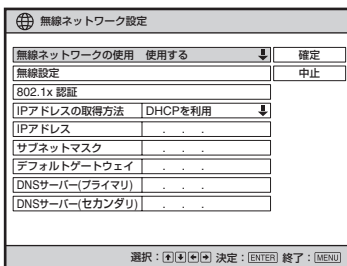 無線ネットワーク設定
無線ネットワークの使用 使用する 確定
無線設定 中止
802.1x 認証
IPアドレスの取得方法 DHCPを利用
IPアドレス . . .
サブネットマスク . . .
デフォルトゲートウェイ . . .
DNSサーバー(プライマリ) . . .
DNSサーバー(セカンダリ) . . .
選択：↑↓←→ 決定：ENTER 終了：MENU